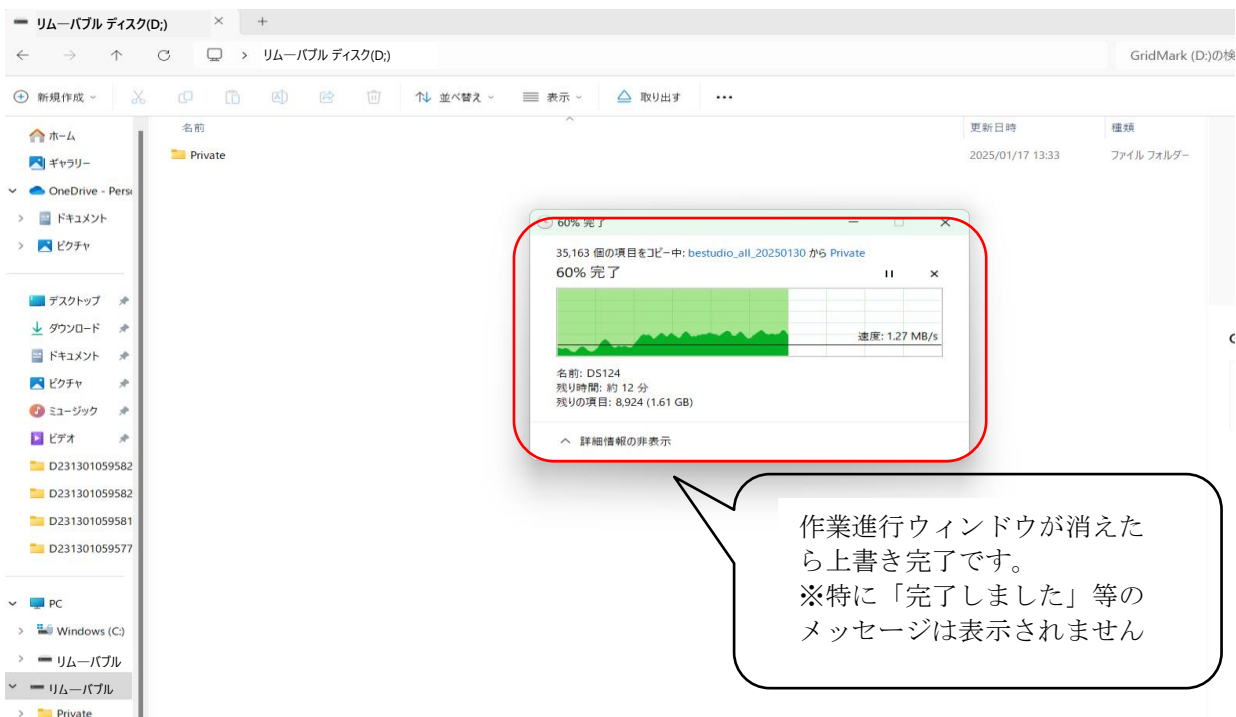 リムーバブル ディスク(D;)
リムーバブル ディスク(D;)
GridMark (D:)の検
新規作成
並べ替え
表示
取り出す
名前
更新日時
種類
Private
2025/01/17 13:33
ファイル フォルダー
ホーム
ギャラリー
OneDrive - Perso
ドキュメント
ピクチャ
デスクトップ
ダウンロード
ドキュメント
ピクチャ
ミュージック
ビデオ
D231301059582
D231301059582
D231301059581
D231301059577
PC
Windows (C:)
リムーバブル
リムーバブル
Private
60% 完了
35,163 個の項目をコピー中: bestudio_all_20250130 から Private
60% 完了
速度: 1.27 MB/s
名前: DS124
残り時間: 約 12 分
残りの項目: 8,924 (1.61 GB)
詳細情報の非表示
作業進行ウィンドウが消えた
ら上書き完了です。
※特に「完了しました」等の
メッセージは表示されません